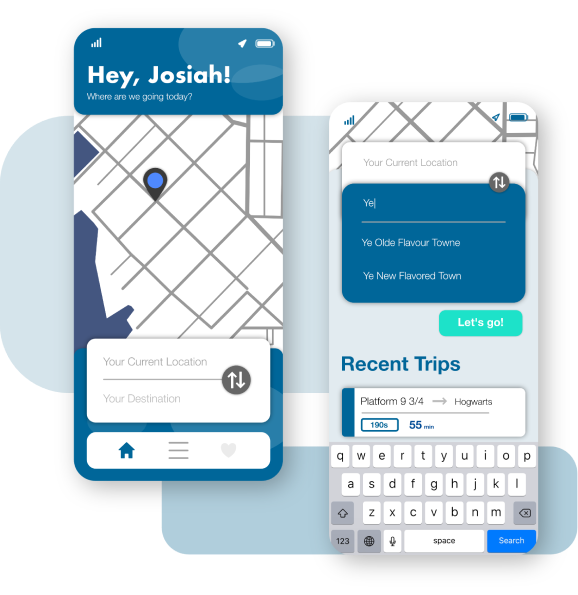 Hey, Josiah!
Where are we going today?
Your Current Location
Your Destination
Your Current Location
Ye|
Ye Olde Flavour Towne
Ye New Flavored Town
Let's go!
Recent Trips
Platform 9 3/4 → Hogwarts
190s 55 min
q w e r t y u i o p
a s d f g h j k l
z x c v b n m
123 space Search